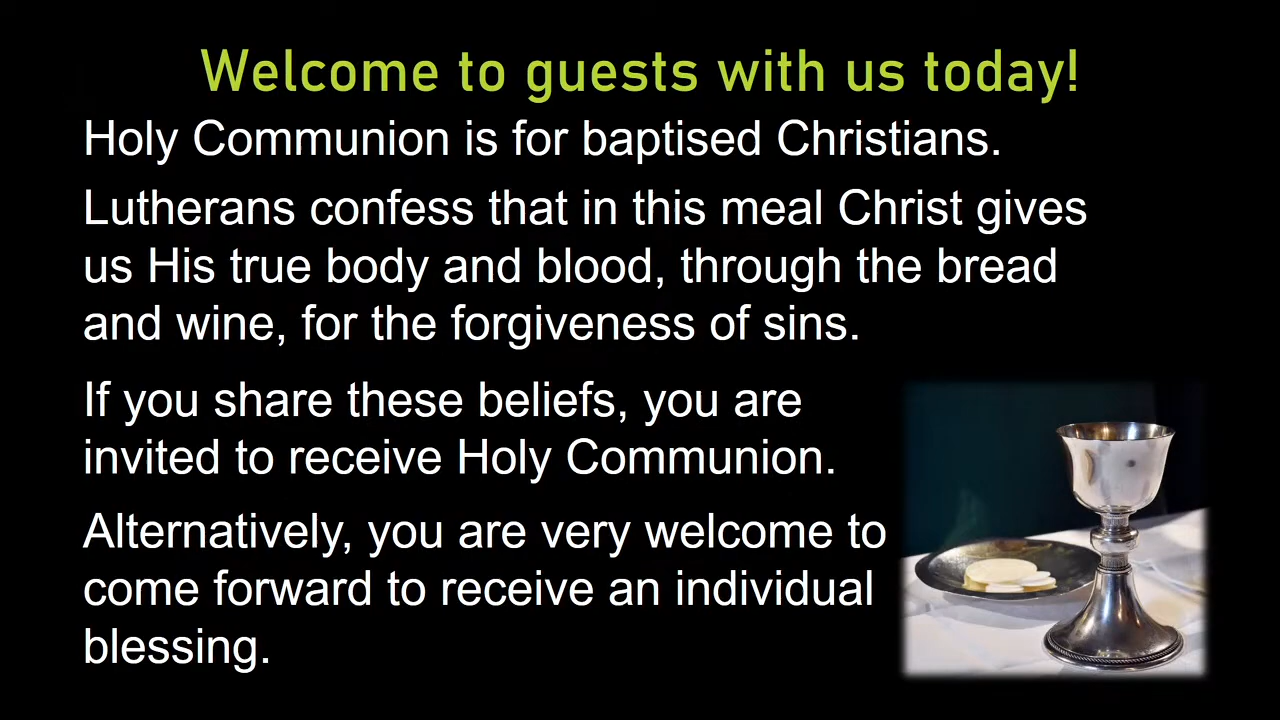 Welcome to guests with us today!
Holy Communion is for baptised Christians.
Lutherans confess that in this meal Christ gives
us His true body and blood, through the bread
and wine, for the forgiveness of sins.
If you share these beliefs, you are
invited to receive Holy Communion.
Alternatively, you are very welcome to
come forward to receive an individual
blessing.